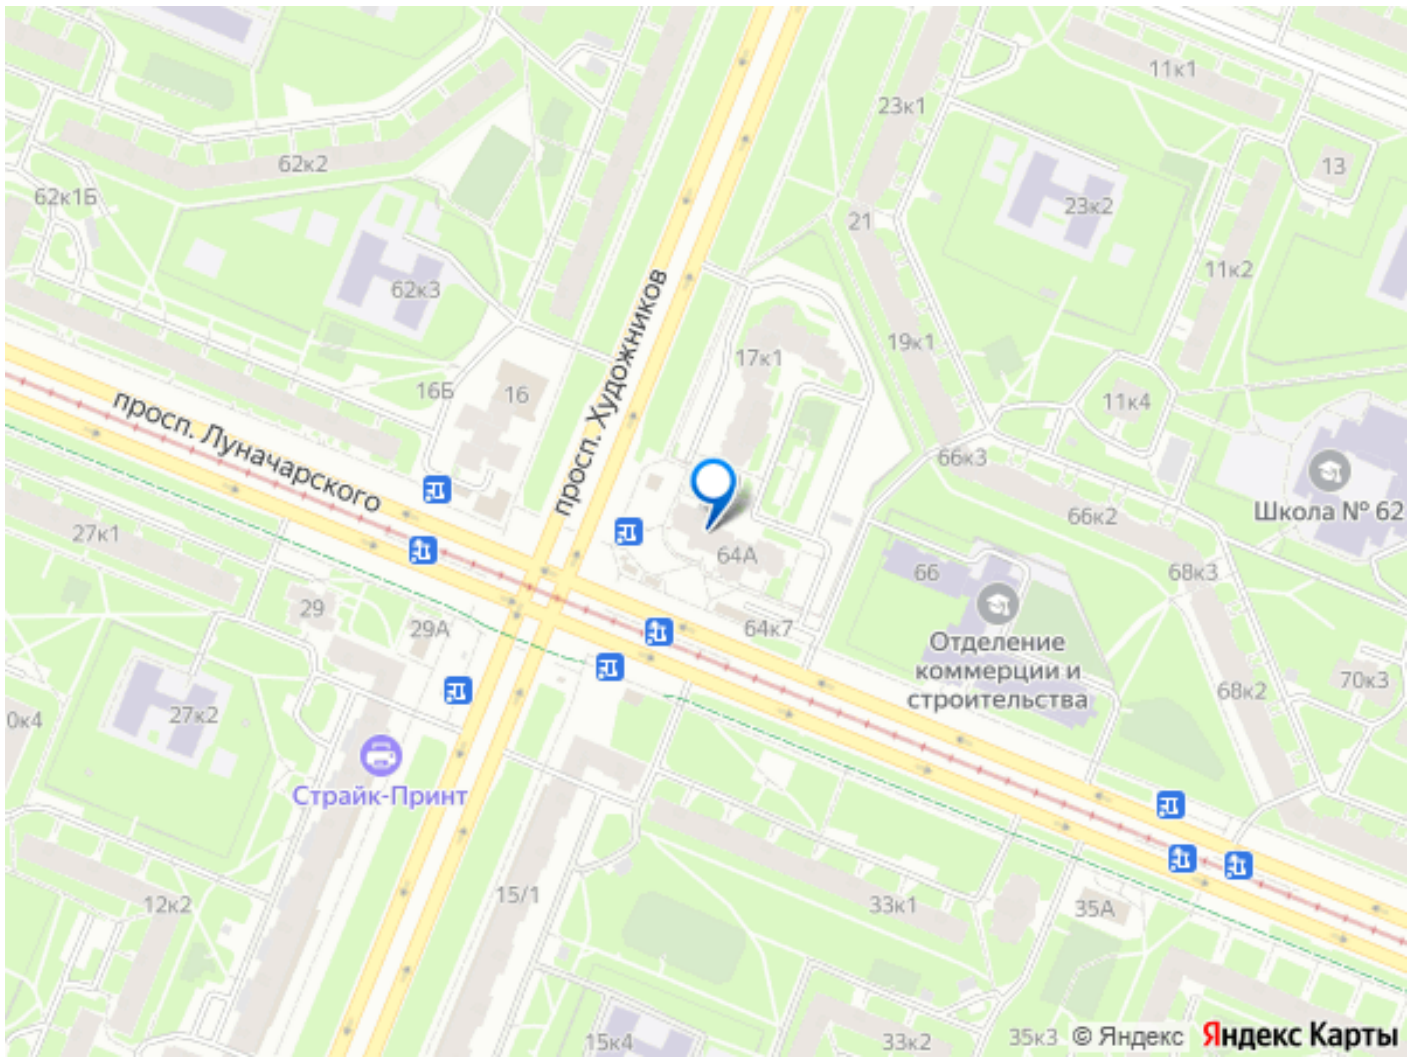 11к1
23к1
62к2
13
62к1Б
23к2
21
11к2
62к3
просп. Художников
19к1
17к1
16Б
16
11к4
просп. Луначарского
66к3
Школа № 62
66к2
27к1
64А
66
68к3
29
29А
64к7
Отделение
коммерции и
строительства
70к3
68к2
0к4
27к2
Страйк-Принт
12к2
15/1
33к1
35А
15к4
33к2
35к3
© Яндекс
Яндекс Карты